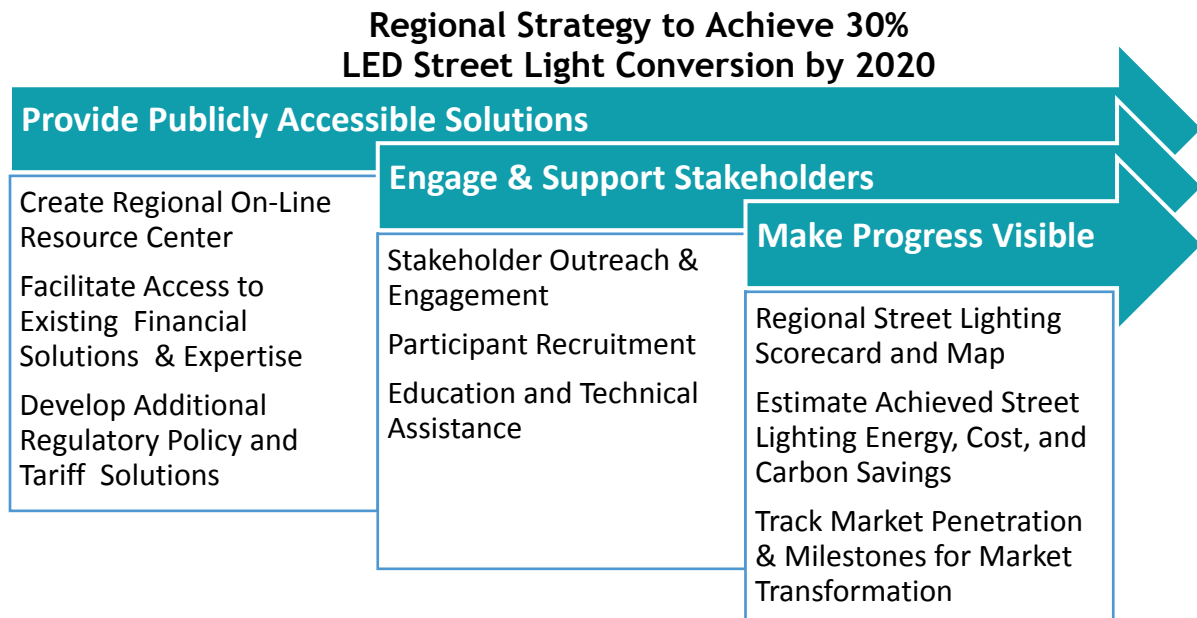 Regional Strategy to Achieve 30%
LED Street Light Conversion by 2020
Provide Publicly Accessible Solutions
Create Regional On-Line
Resource Center
Facilitate Access to
Existing Financial
Solutions & Expertise
Develop Additional
Regulatory Policy and
Tariff Solutions
Engage & Support Stakeholders
Stakeholder Outreach &
Engagement
Participant Recruitment
Education and Technical
Assistance
Make Progress Visible
Regional Street Lighting
Scorecard and Map
Estimate Achieved Street
Lighting Energy, Cost, and
Carbon Savings
Track Market Penetration
& Milestones for Market
Transformation